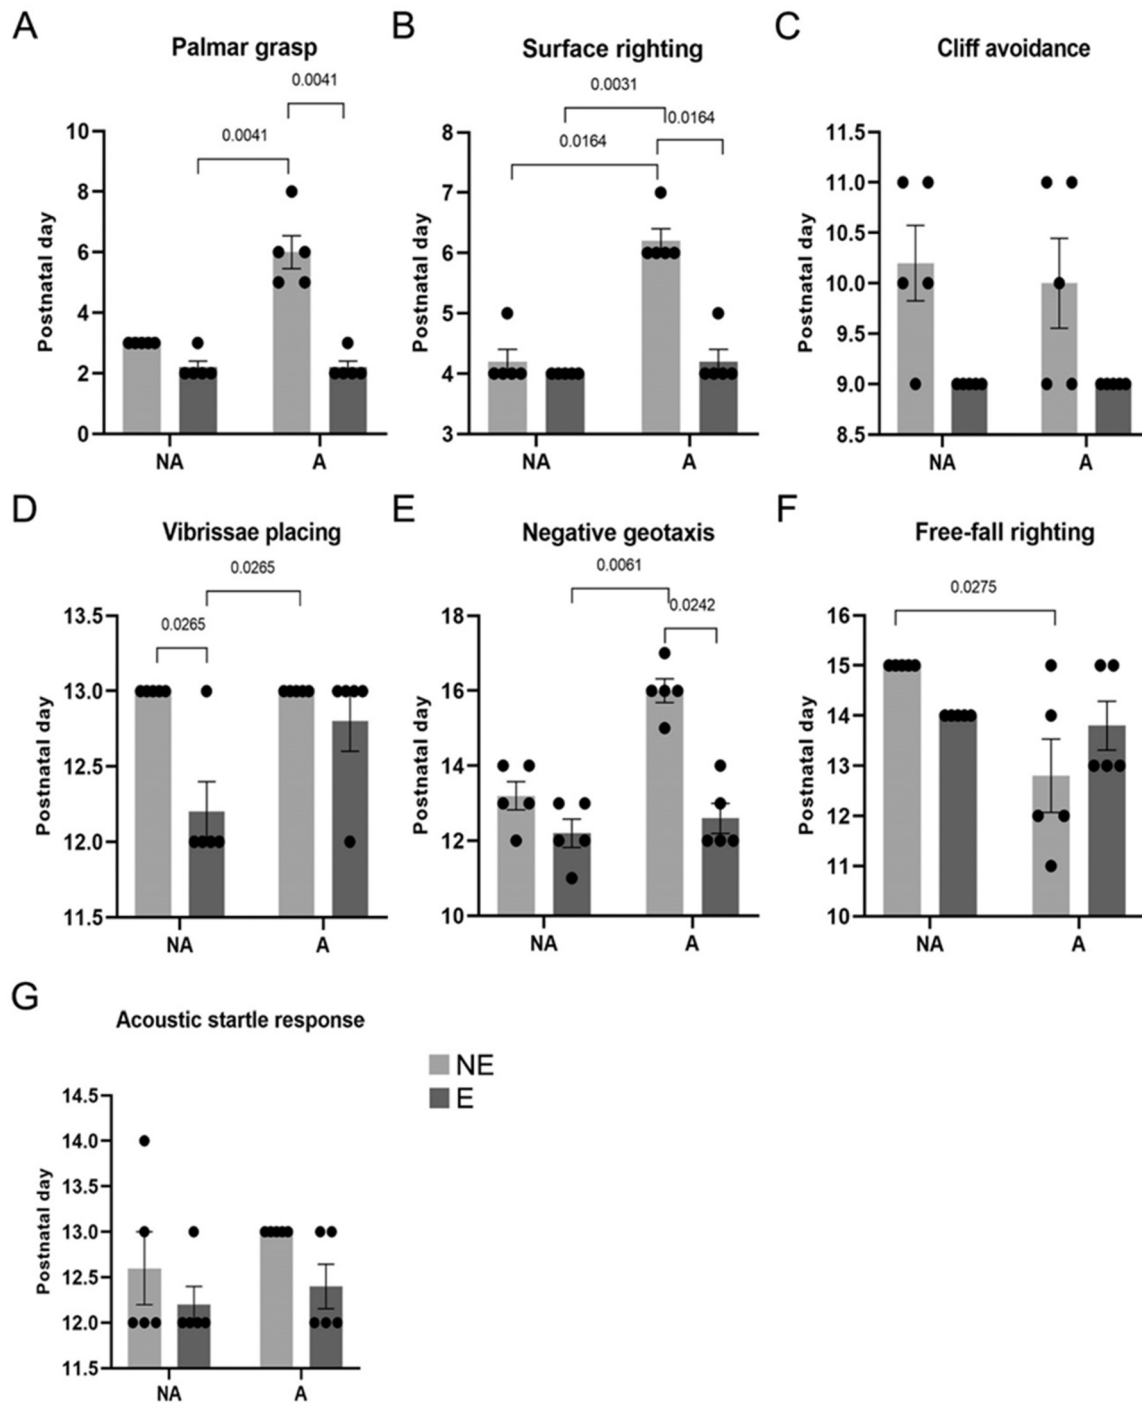 A
Palmar grasp
0.0041
0.0041
Postnatal day
10
8
6
4
2
0
NA
A
B
Surface righting
0.0031
0.0164
0.0164
Postnatal day
8
7
6
5
4
3
NA
A
C
Cliff avoidance
Postnatal day
11.5
11.0
10.5
10.0
9.5
9.0
8.5
NA
A
D
Vibrissae placing
0.0265
0.0265
Postnatal day
13.5
13.0
12.5
12.0
11.5
NA
A
E
Negative geotaxis
0.0061
0.0242
Postnatal day
18
16
14
12
10
NA
A
F
Free-fall righting
0.0275
Postnatal day
16
15
14
13
12
11
10
NA
A
G
Acoustic startle response
Postnatal day
14.5
14.0
13.5
13.0
12.5
12.0
11.5
NA
A
NE
E